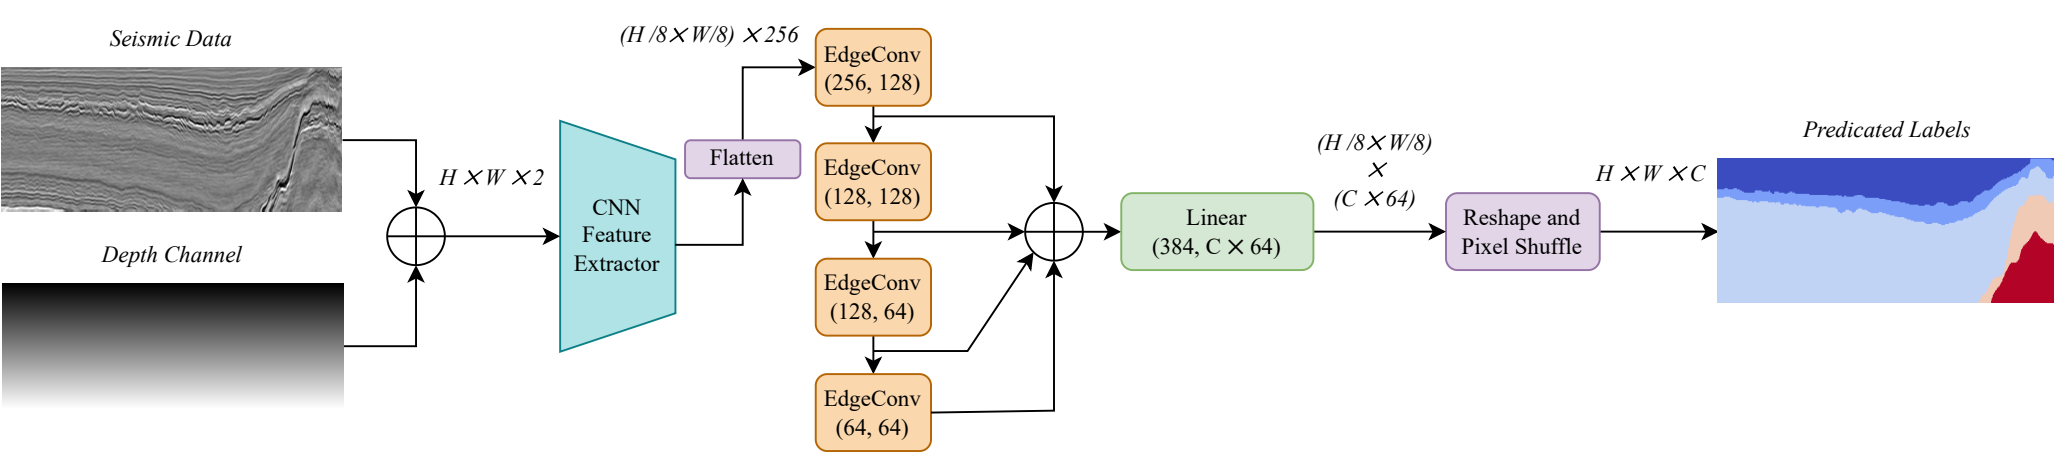 Seismic Data
Depth Channel
H × W × 2
CNN
Feature
Extractor
Flatten
(H /8 × W/8) × 256
EdgeConv
(256, 128)
EdgeConv
(128, 128)
EdgeConv
(128, 64)
EdgeConv
(64, 64)
Linear
(384, C × 64)
(H /8 × W/8)
×
(C × 64)
Reshape and
Pixel Shuffle
H × W × C
Predicated Labels